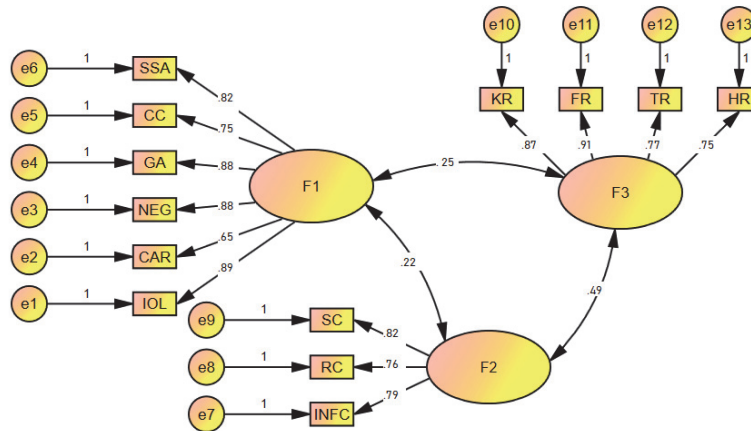 e10 e11 e12 e13
1 1 1 1
KR FR TR HR
.87 .91 .77 .75
F3
e6 1 SSA .82
e5 1 CC .75
e4 1 GA .88
e3 1 NEG .88
e2 1 CAR .65
e1 1 IOL .89
F1
.25
.22
.49
e9 1 SC .82
e8 1 RC .76
e7 1 INFC .79
F2